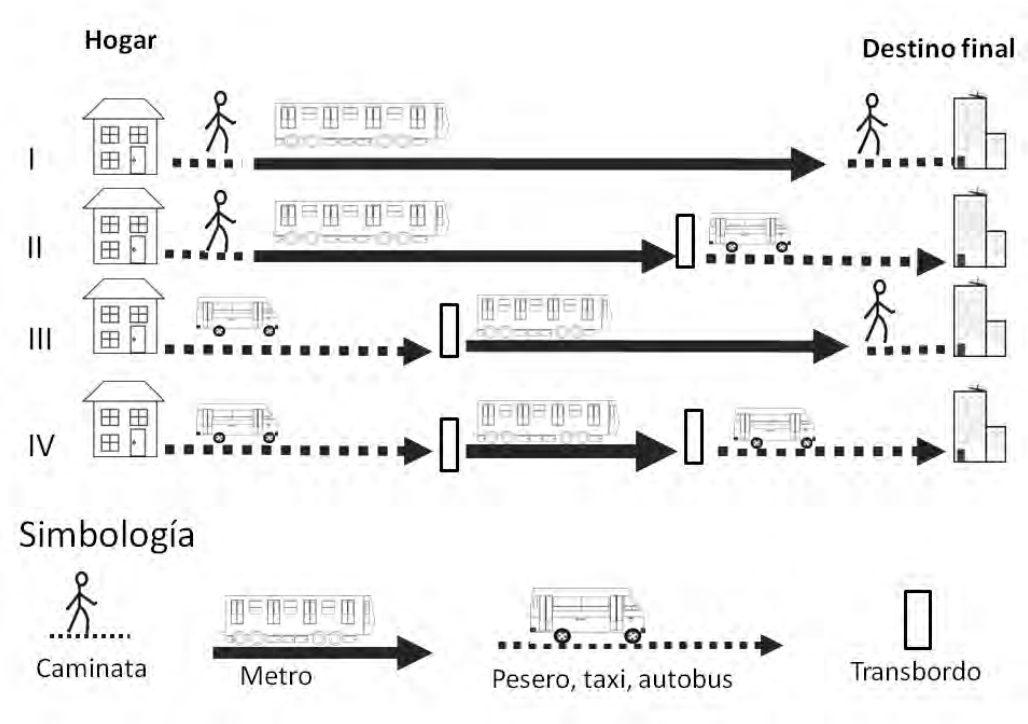 Hogar
Destino final
I
II
III
IV
Simbología
Caminata
Metro
Pesero, taxi, autobus
Transbordo